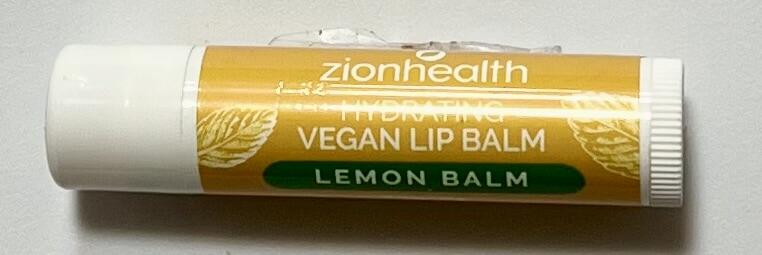 zionhealth
HYDRATING
VEGAN LIP BALM
LEMON BALM